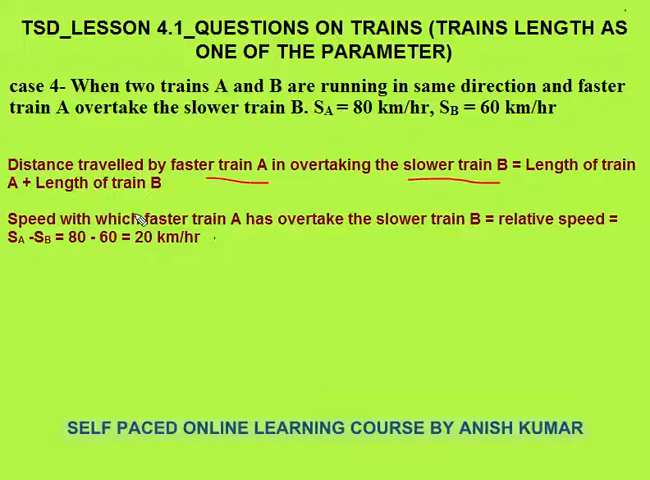 TSD_LESSON 4.1_QUESTIONS ON TRAINS (TRAINS LENGTH AS
ONE OF THE PARAMETER)
case 4- When two trains A and B are running in same direction and faster
train A overtake the slower train B. SA = 80 km/hr, SB = 60 km/hr
Distance travelled by faster train A in overtaking the slower train B = Length of train
A + Length of train B
Speed with which faster train A has overtake the slower train B = relative speed =
SA -SB = 80 - 60 = 20 km/hr
SELF PACED ONLINE LEARNING COURSE BY ANISH KUMAR